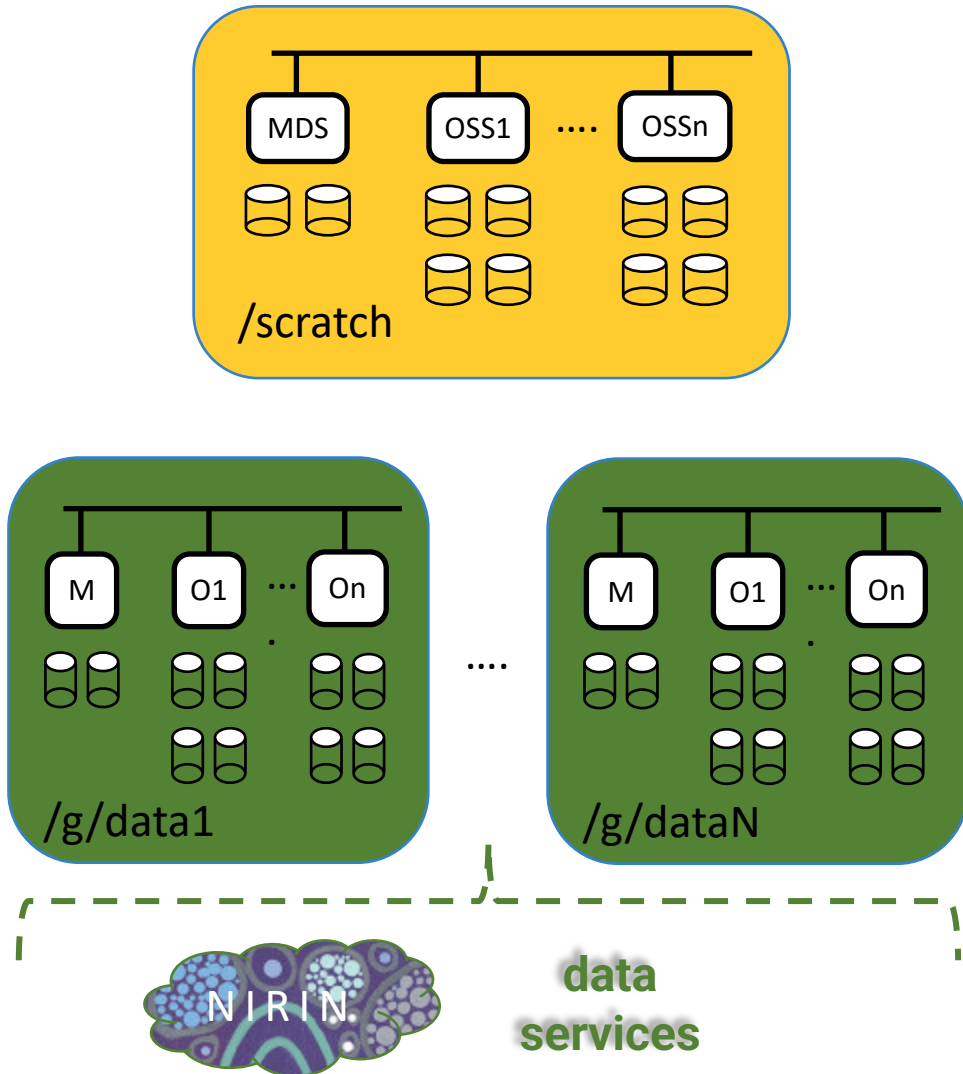 MDS OSS1 .... OSSn
/scratch
M O1 ... On
.
/g/data1
....
M O1 ... On
.
/g/dataN
NIRIN
data
services